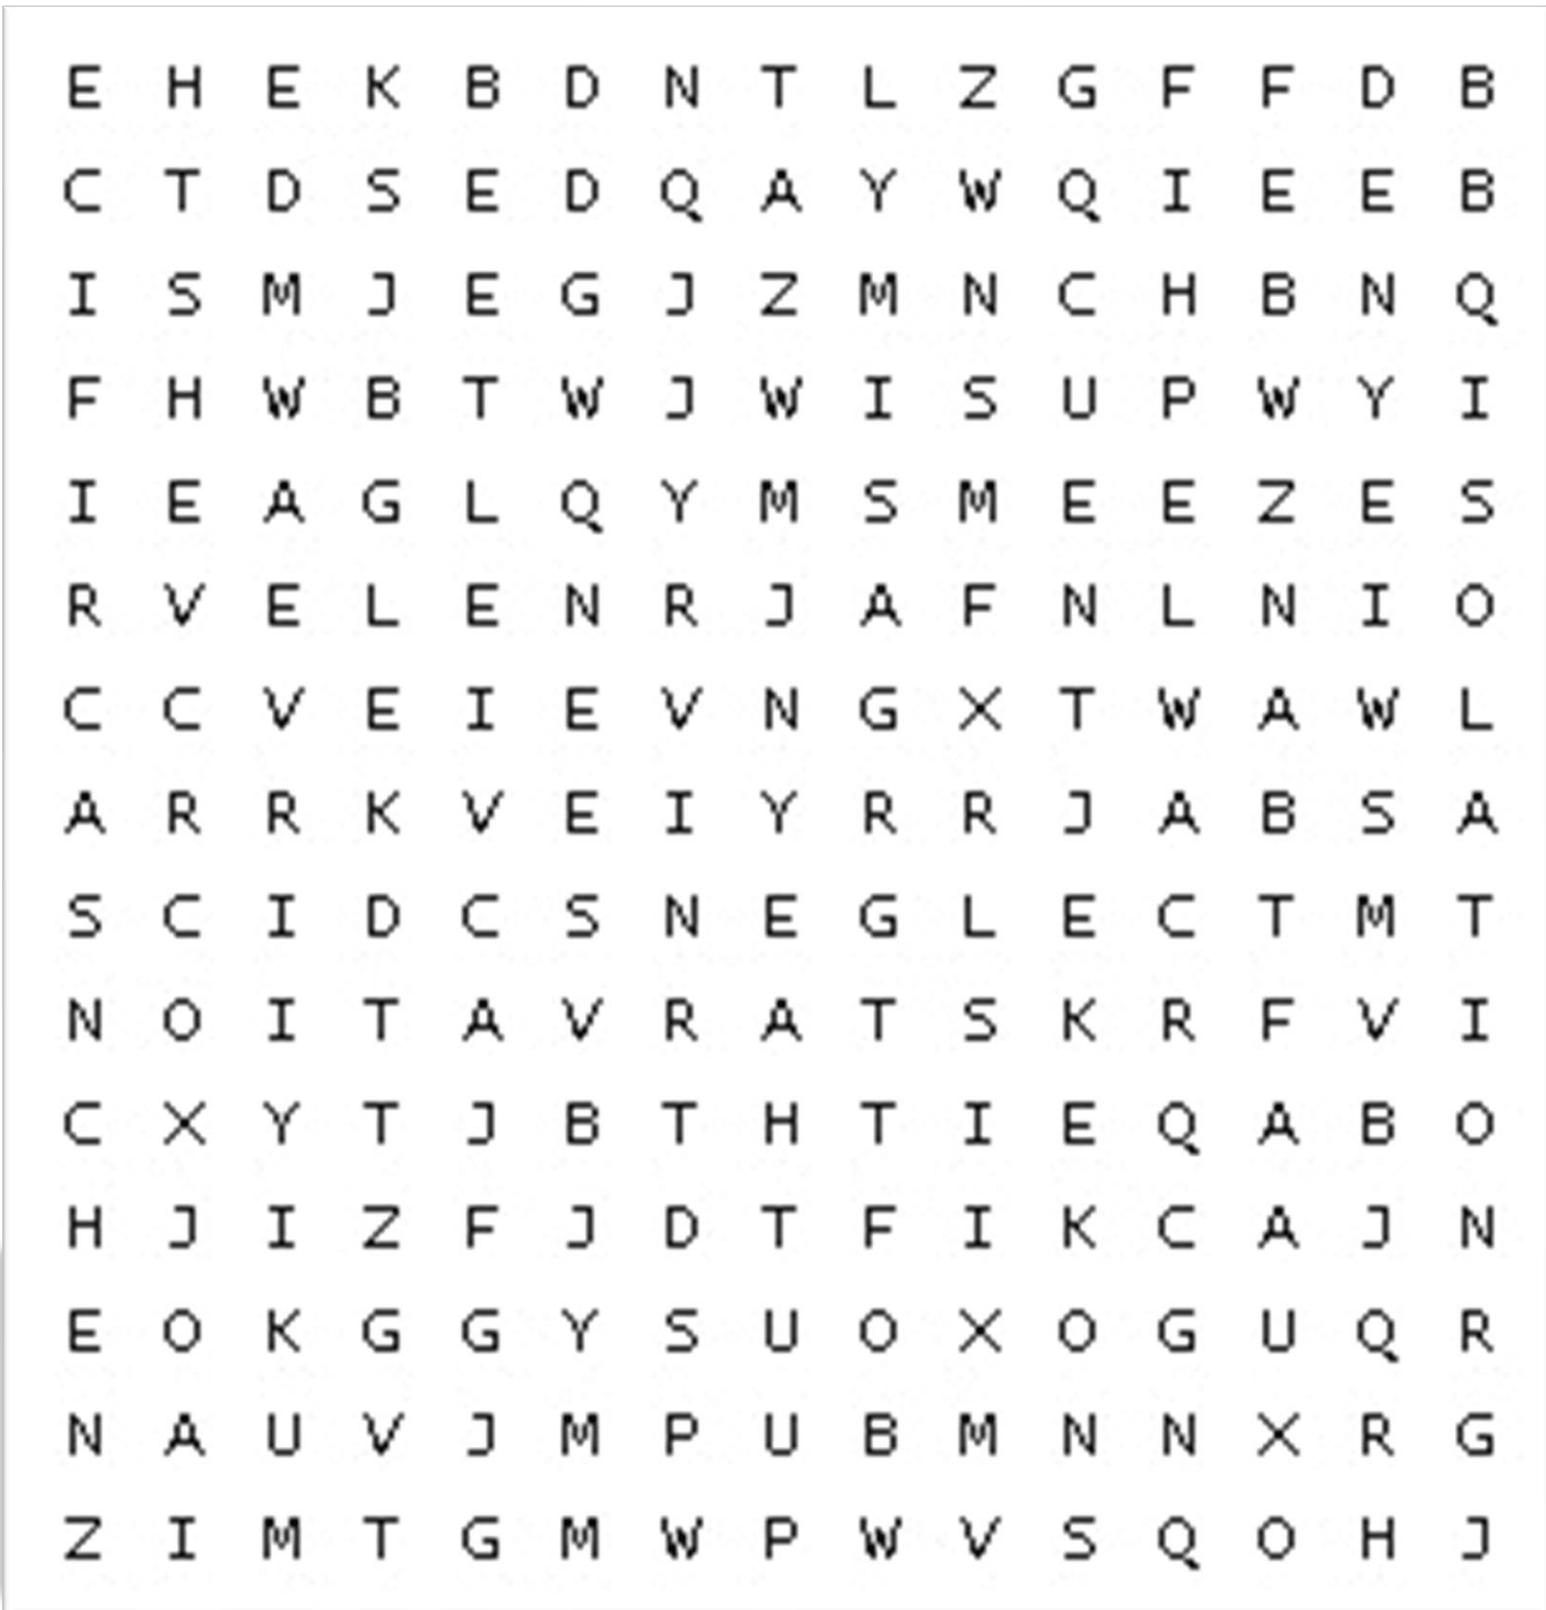 E H E K B D N T L Z G F F D B
C T D S E D Q A Y W Q I E E B
I S M J E G J Z M N C H B N Q
F H W B T W J W I S U P W Y I
I E A G L Q Y M S M E E Z E S
R V E L E N R J A F N L N I O
C C V E I E V N G X T W A W L
A R R K V E I Y R R J A B S A
S C I D C S N E G L E C T M T
N O I T A V R A T S K R F V I
C X Y T J B T H T I E Q A B O
H J I Z F J D T F I K C A J N
E O K G G Y S U O X O G U Q R
N A U V J M P U B M N N X R G
Z I M T G M W P W V S Q O H J